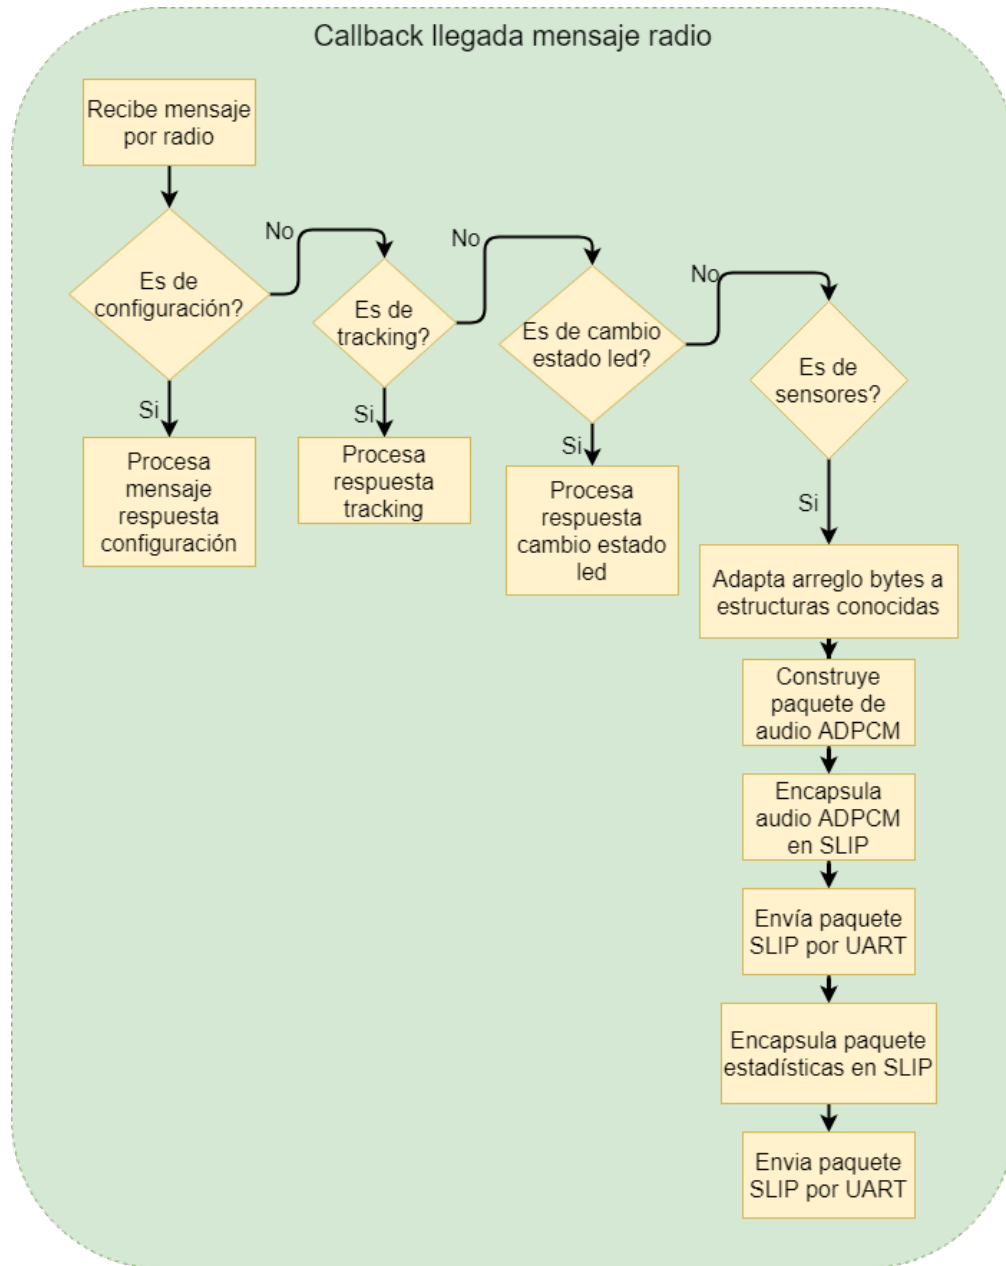 Callback llegada mensaje radio
Recibe mensaje
por radio
Es de
configuración?
No
Es de
tracking?
No
Es de cambio
estado led?
No
Es de
sensores?
Si
Procesa
mensaje
respuesta
configuración
Si
Procesa
respuesta
tracking
Si
Procesa
respuesta
cambio estado
led
Si
Adapta arreglo bytes a
estructuras conocidas
Construye
paquete de
audio ADPCM
Encapsula
audio ADPCM
en SLIP
Envía paquete
SLIP por UART
Encapsula paquete
estadísticas en SLIP
Envia paquete
SLIP por UART